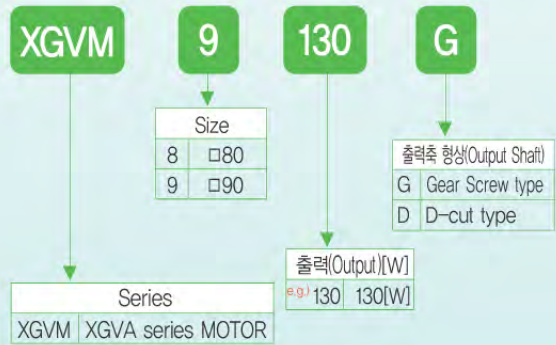 XGVM 9 130 G
Size
8 □80
9 □90
출력축 형상(Output Shaft)
G Gear Screw type
D D-cut type
출력(Output)[W]
e.g.) 130 130[W]
Series
XGVM XGVA series MOTOR